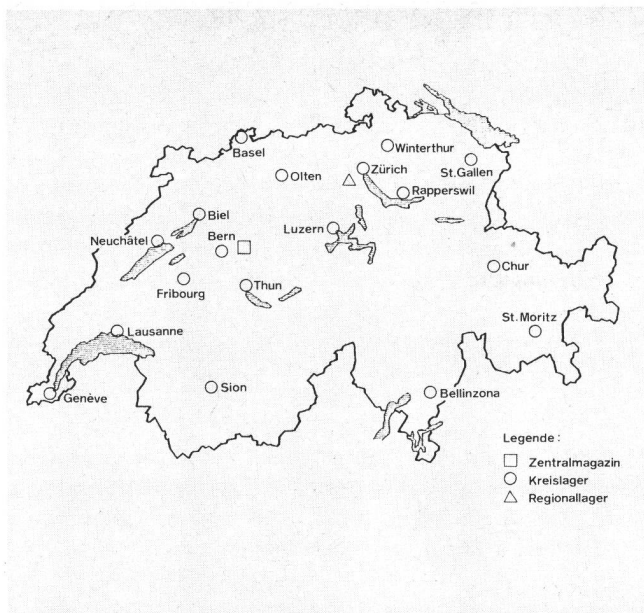 Basel
Winterthur
Zürich
St.Gallen
Olten
Rapperswil
Biel
Luzern
Neuchâtel
Bern
Chur
Fribourg
Thun
Lausanne
St. Moritz
Genève
Sion
Bellinzona
Legende :
Zentralmagazin
Kreislager
Regionallager